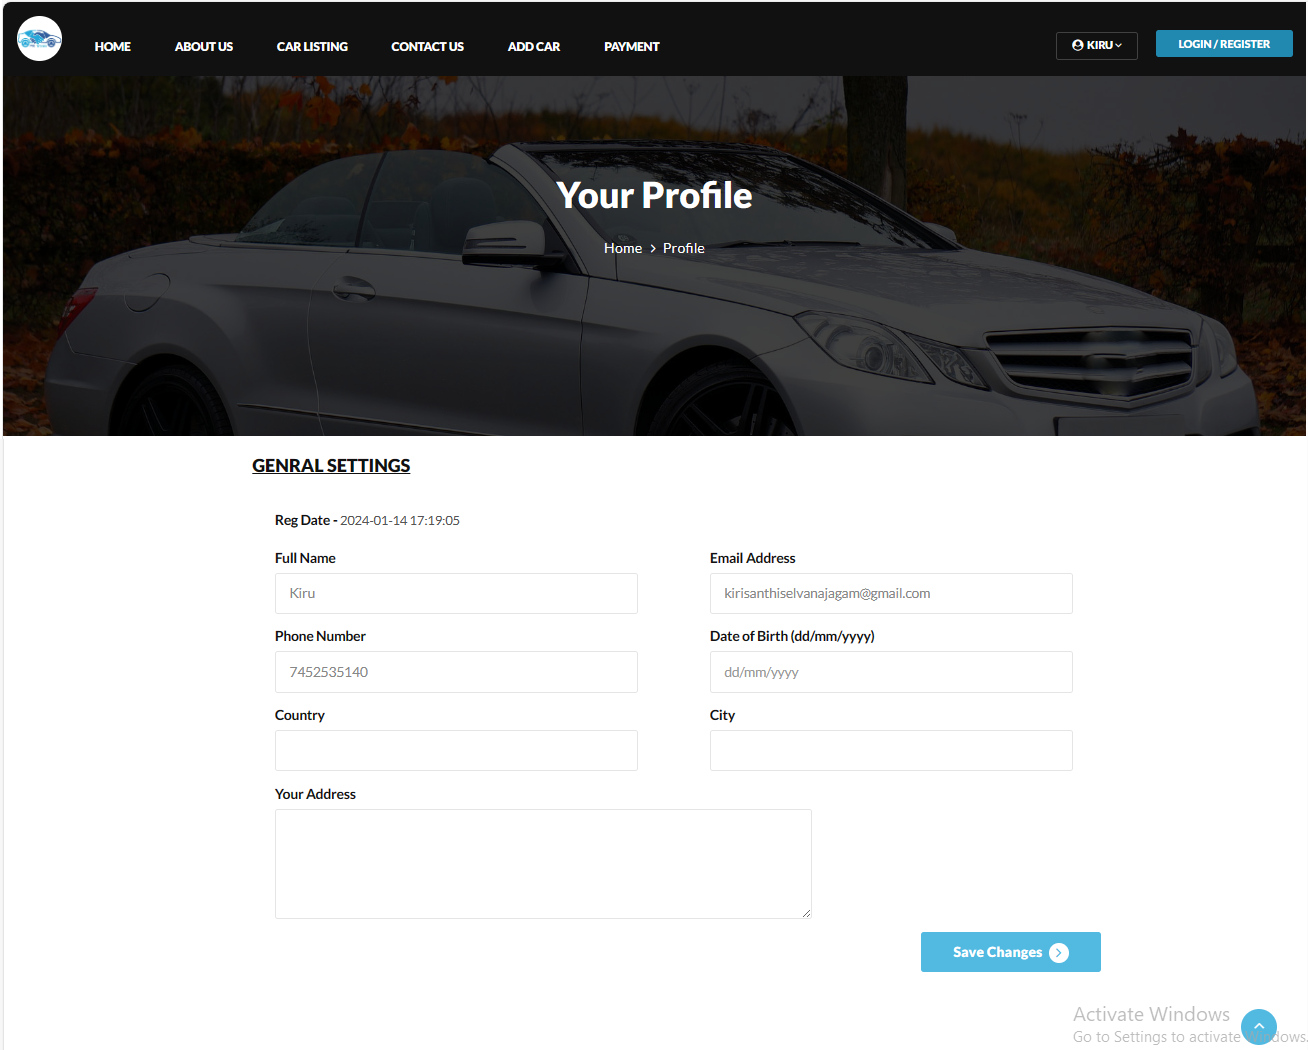 HOME ABOUT US CAR LISTING CONTACT US ADD CAR PAYMENT KIRU LOGIN / REGISTER
Your Profile
Home > Profile
GENRAL SETTINGS
Reg Date - 2024-01-14 17:19:05
Full Name Email Address
Kiru kirisanthiselvanajagam@gmail.com
Phone Number Date of Birth (dd/mm/yyyy)
7452535140 dd/mm/yyyy
Country City
Your Address
Save Changes
Activate Windows
Go to Settings to activate Windows.